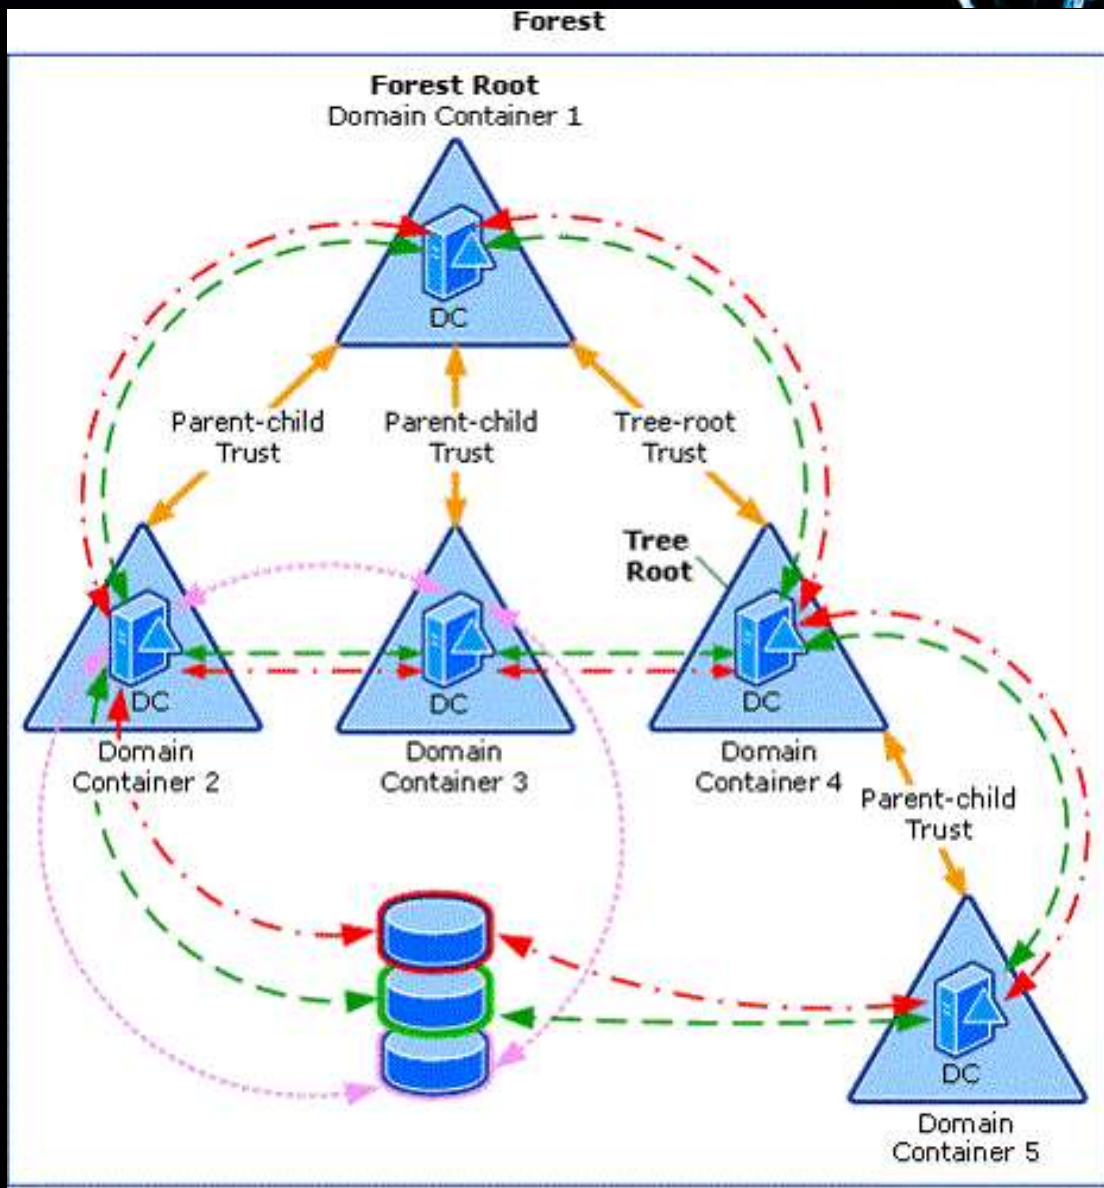 Forest
Forest Root
Domain Container 1
DC
Parent-child
Trust
Parent-child
Trust
Tree-root
Trust
Tree
Root
DC
DC
DC
Domain
Container 2
Domain
Container 3
Domain
Container 4
Parent-child
Trust
DC
Domain
Container 5